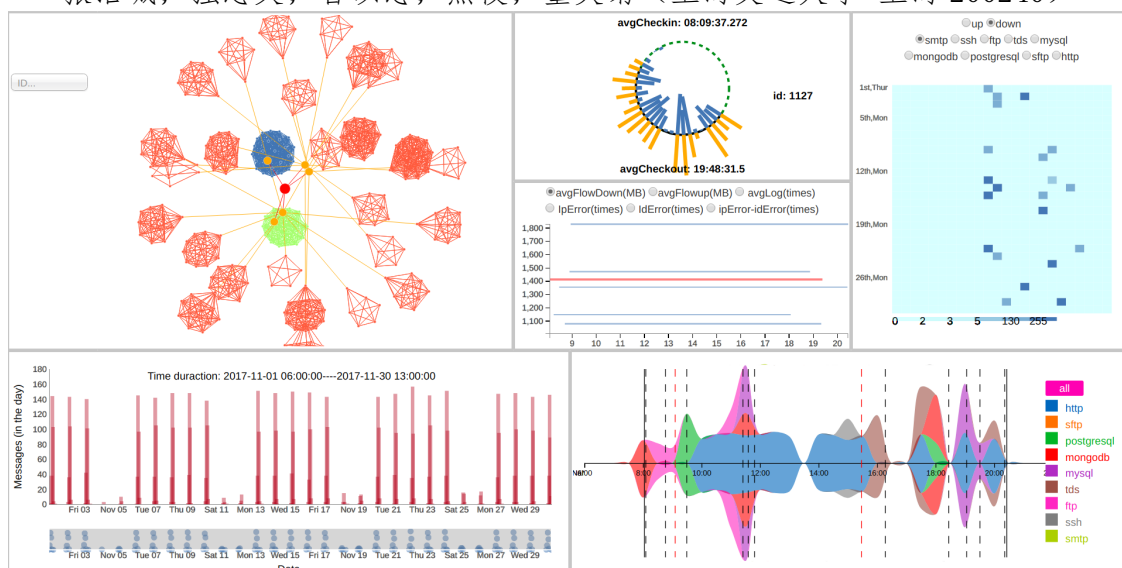 ID...
avgCheckin: 08:09:37.272
id: 1127
avgCheckout: 19:48:31.5
up down
smtp ssh ftp tds mysql
mongodb postgresql sftp http
1st,Thur
5th,Mon
12th,Mon
19th,Mon
26th,Mon
0 2 3 5 130 255
avgFlowDown(MB) avgFlowup(MB) avgLog(times)
IpError(times) IdError(times) ipError-idError(times)
1,800
1,700
1,600
1,500
1,400
1,300
1,200
1,100
9 10 11 12 13 14 15 16 17 18 19 20
Time duraction: 2017-11-01 06:00:00----2017-11-30 13:00:00
Messages (in the day)
180
160
140
120
100
80
60
40
20
0
Fri 03 Nov 05 Tue 07 Thu 09 Sat 11 Mon 13 Wed 15 Fri 17 Nov 19 Tue 21 Thu 23 Sat 25 Mon 27 Wed 29
Fri 03 Nov 05 Tue 07 Thu 09 Sat 11 Mon 13 Wed 15 Fri 17 Nov 19 Tue 21 Thu 23 Sat 25 Mon 27 Wed 29
8:00 10:00 12:00 14:00 16:00 18:00 20:00
all
http
sftp
postgresql
mongodb
mysql
tds
ftp
ssh
smtp